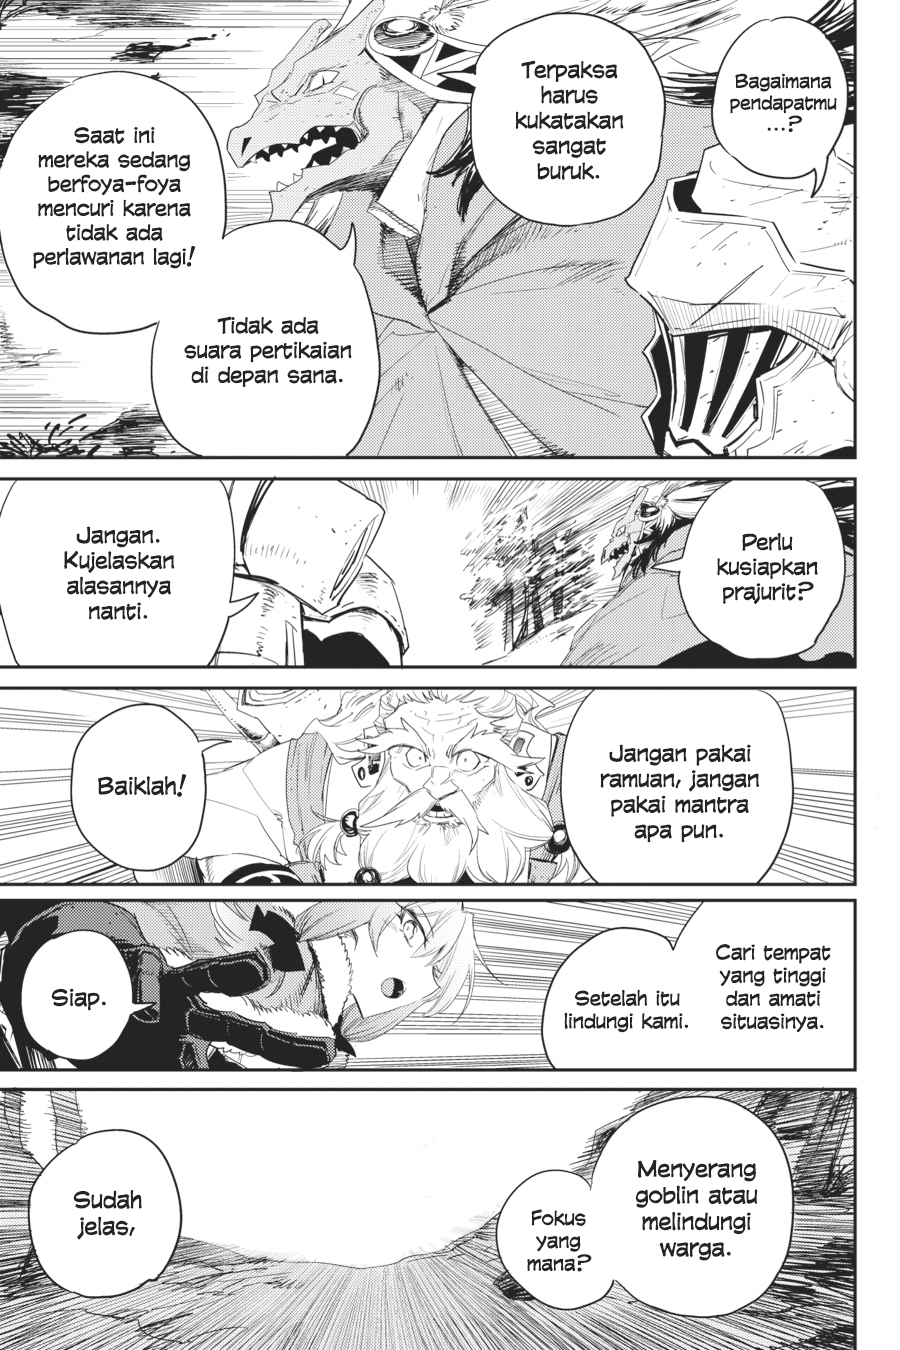 Bagaimana
pendapatmu
...?
Terpaksa
harus
kukatakan
sangat
buruk.
Tidak ada
suara pertikaian
di depan sana.
Saat ini
mereka sedang
berfoya-foya
mencuri karena
tidak ada
perlawanan lagi!
Perlu
kusiapkan
prajurit?
Jangan.
Kujelaskan
alasannya
nanti.
Jangan pakai
ramuan, jangan
pakai mantra
apa pun.
Baiklah!
Cari tempat
yang tinggi
dan amati
situasinya.
Setelah itu
lindungi kami.
Siap.
Menyerang
goblin atau
melindungi
warga.
Fokus
yang
mana?
Sudah
jelas,